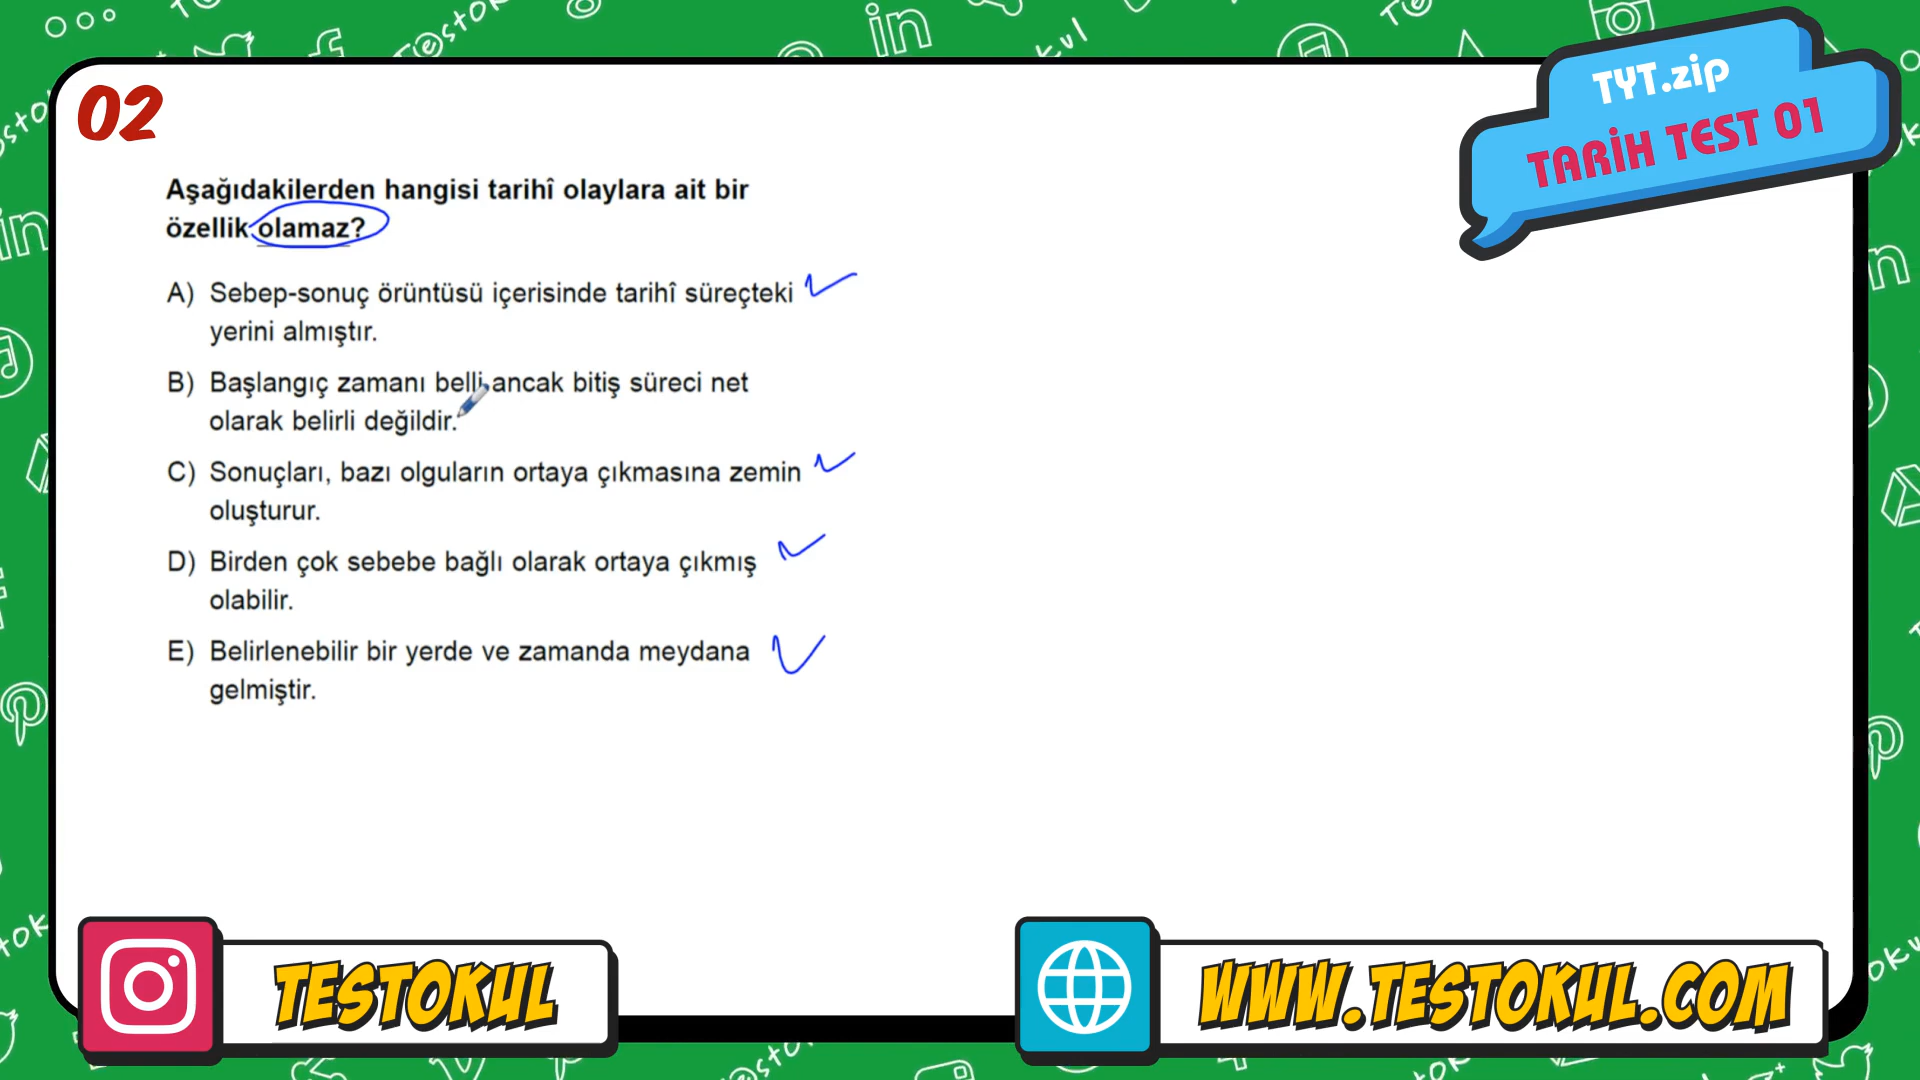 02
TYT.zip
TARİH TEST 01
Aşağıdakilerden hangisi tarihî olaylara ait bir
özellik olamaz?
A) Sebep-sonuç örüntüsü içerisinde tarihî süreçteki
yerini almıştır.
B) Başlangıç zamanı belli ancak bitiş süreci net
olarak belirli değildir.
C) Sonuçları, bazı olguların ortaya çıkmasına zemin
oluşturur.
D) Birden çok sebebe bağlı olarak ortaya çıkmış
olabilir.
E) Belirlenebilir bir yerde ve zamanda meydana
gelmiştir.
TESTOKUL
WWW.TESTOKUL.COM